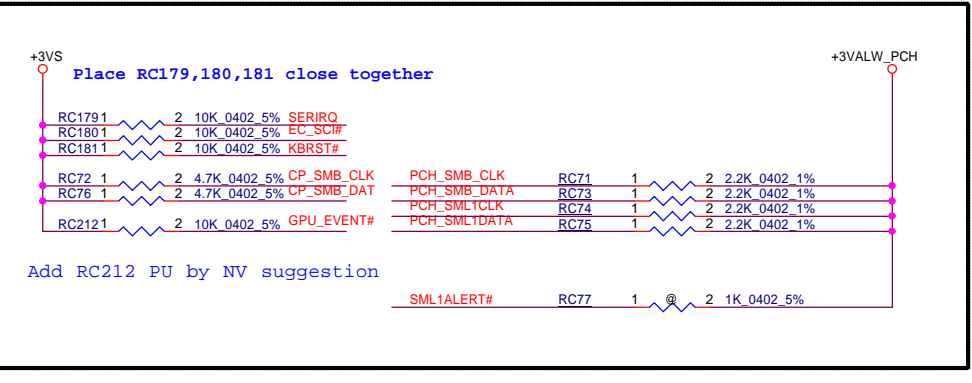 +3VS
+3VALW_PCH
Place RC179,180,181 close together
RC179 1 2 10K_0402_5% SERIRQ
RC180 1 2 10K_0402_5% EC_SCI#
RC181 1 2 10K_0402_5% KBRST#
RC72 1 2 4.7K_0402_5% CP_SMB_CLK
PCH_SMB_CLK RC71 1 2 2.2K_0402_1%
RC76 1 2 4.7K_0402_5% CP_SMB_DAT
PCH_SMB_DATA RC73 1 2 2.2K_0402_1%
PCH_SML1CLK RC74 1 2 2.2K_0402_1%
RC212 1 2 10K_0402_5% GPU_EVENT#
PCH_SML1DATA RC75 1 2 2.2K_0402_1%
Add RC212 PU by NV suggestion
SML1ALERT# RC77 1 @ 2 1K_0402_5%